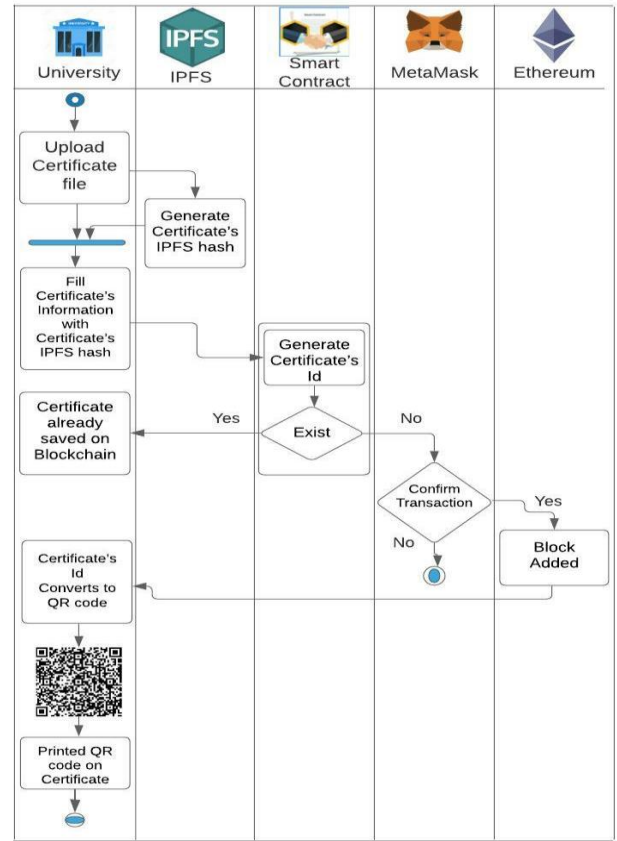 IPFS
University
IPFS
Smart
Contract
MetaMask
Ethereum
Upload
Certificate
file
Generate
Certificate's
IPFS hash
Fill
Certificate's
Information
with
Certificate's
IPFS hash
Generate
Certificate's
Id
Certificate
already
saved on
Blockchain
Yes
Exist
No
Confirm
Transaction
Yes
No
Block
Added
Certificate's
Id
Converts to
QR code
Printed QR
code on
Certificate